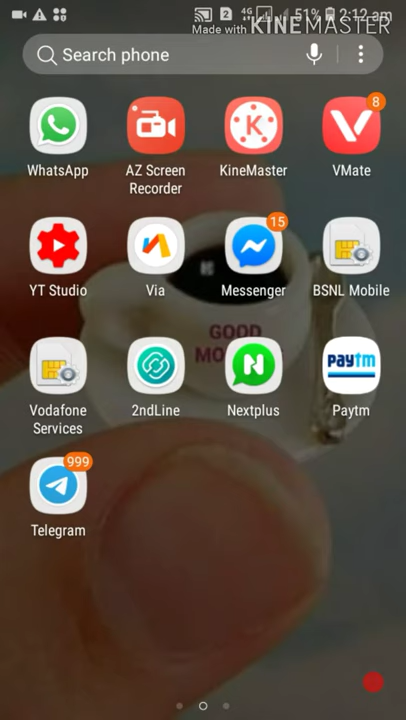 2 4G 51% 2:12 am
Made with KINEMASTER
Search phone
8
WhatsApp
AZ Screen
Recorder
KineMaster
VMate
15
YT Studio
Via
Messenger
BSNL Mobile
GOOD
paytm
Vodafone
Services
2ndLine
Nextplus
Paytm
999
Telegram